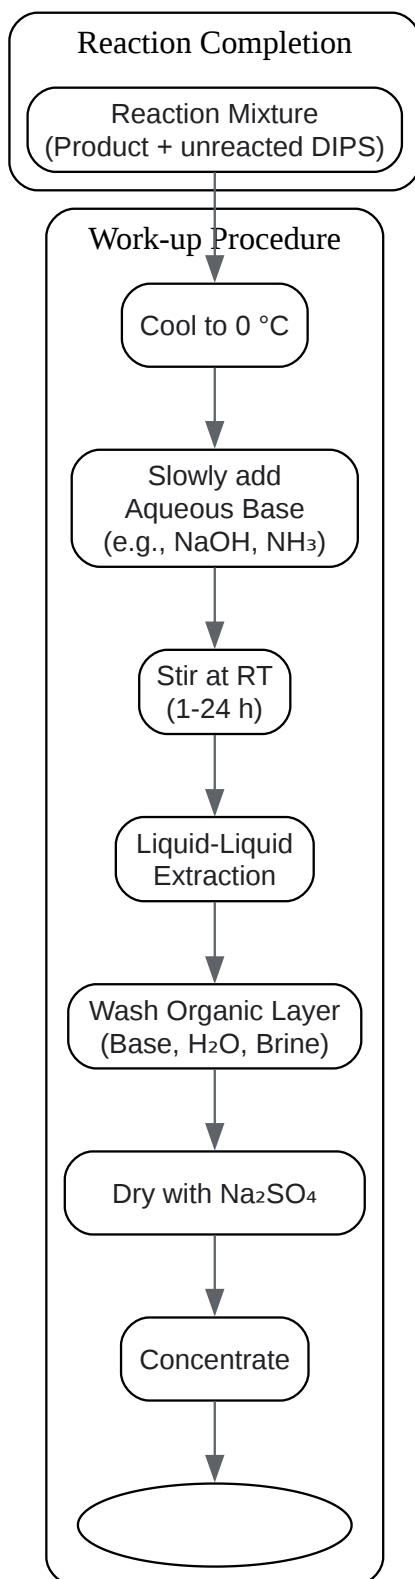 Reaction Completion
Reaction Mixture
(Product + unreacted DIPS)
Work-up Procedure
Cool to 0 °C
Slowly add
Aqueous Base
(e.g., NaOH, NH₃)
Stir at RT
(1-24 h)
Liquid-Liquid
Extraction
Wash Organic Layer
(Base, H₂O, Brine)
Dry with Na₂SO₄
Concentrate